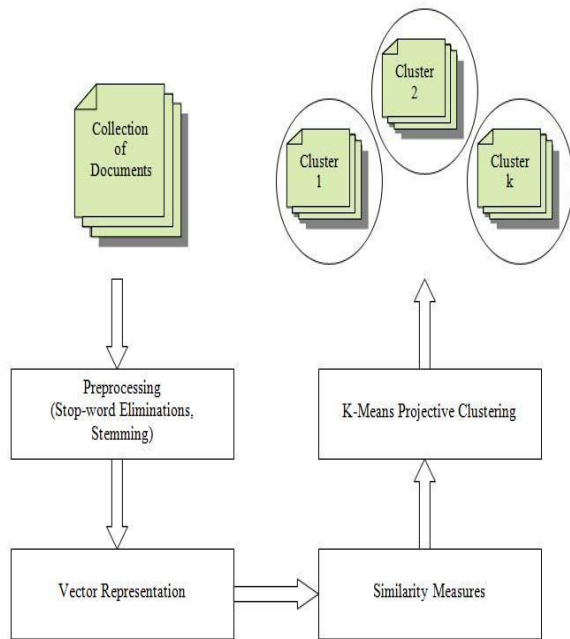 Collection
of
Documents
Cluster
1
Cluster
2
Cluster
k
Preprocessing
(Stop-word Eliminations,
Stemming)
K-Means Projective Clustering
Vector Representation
Similarity Measures